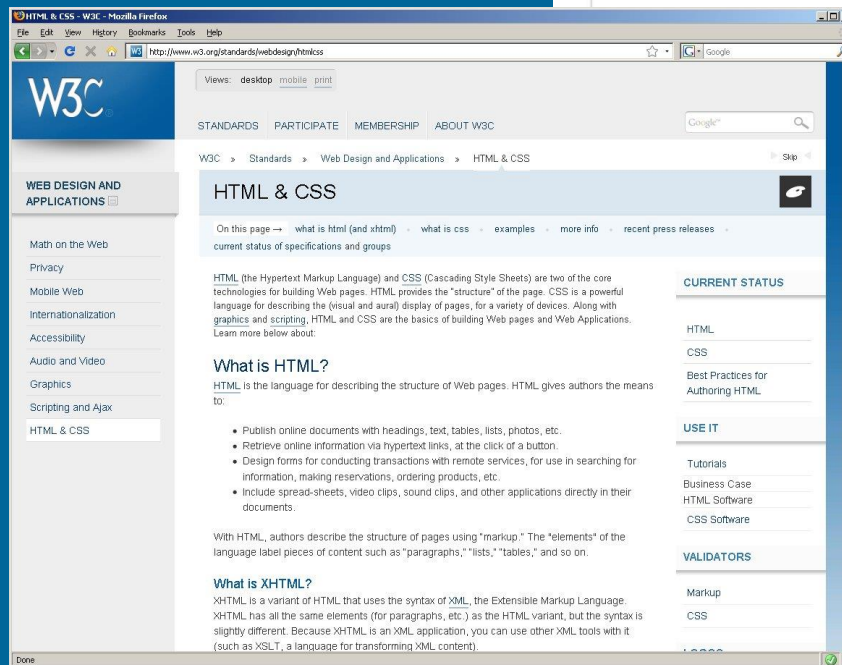 HTML & CSS - W3C - Mozilla Firefox
File Edit View History Bookmarks Tools Help
W3C http://www.w3.org/standards/webdesign/htmlcss G Google
W3C
Views: desktop mobile print
STANDARDS PARTICIPATE MEMBERSHIP ABOUT W3C
Google™
W3C » Standards » Web Design and Applications » HTML & CSS
Skip
WEB DESIGN AND
APPLICATIONS
Math on the Web
Privacy
Mobile Web
Internationalization
Accessibility
Audio and Video
Graphics
Scripting and Ajax
HTML & CSS
HTML & CSS
On this page → what is html (and xhtml) • what is css • examples • more info • recent press releases •
current status of specifications and groups
HTML (the Hypertext Markup Language) and CSS (Cascading Style Sheets) are two of the core
technologies for building Web pages. HTML provides the "structure" of the page. CSS is a powerful
language for describing the (visual and aural) display of pages, for a variety of devices. Along with
graphics and scripting, HTML and CSS are the basics of building Web pages and Web Applications.
Learn more below about:
What is HTML?
HTML is the language for describing the structure of Web pages. HTML gives authors the means
to:
• Publish online documents with headings, text, tables, lists, photos, etc.
• Retrieve online information via hypertext links, at the click of a button.
• Design forms for conducting transactions with remote services, for use in searching for
information, making reservations, ordering products, etc.
• Include spread-sheets, video clips, sound clips, and other applications directly in their
documents.
With HTML, authors describe the structure of pages using "markup." The "elements" of the
language label pieces of content such as "paragraphs," "lists," "tables," and so on.
What is XHTML?
XHTML is a variant of HTML that uses the syntax of XML, the Extensible Markup Language.
XHTML has all the same elements (for paragraphs, etc.) as the HTML variant, but the syntax is
slightly different. Because XHTML is an XML application, you can use other XML tools with it
(such as XSLT, a language for transforming XML content).
CURRENT STATUS
HTML
CSS
Best Practices for
Authoring HTML
USE IT
Tutorials
Business Case
HTML Software
CSS Software
VALIDATORS
Markup
CSS
Done